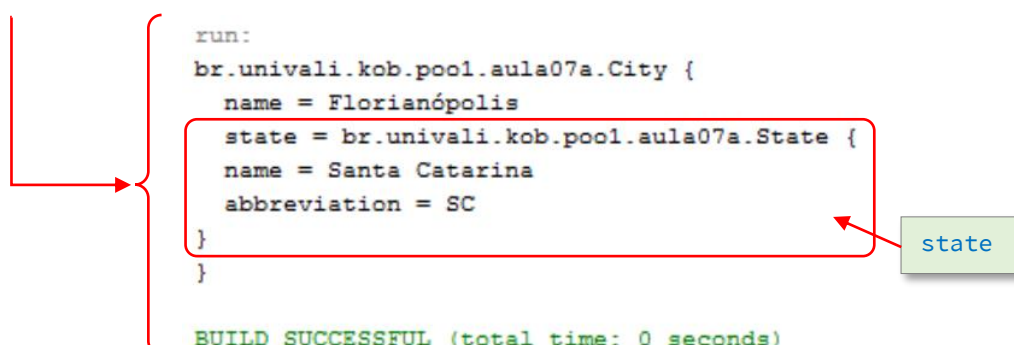 run:
br.univali.kob.poo1.aula07a.City {
  name = Florianópolis
  state = br.univali.kob.poo1.aula07a.State {
  name = Santa Catarina
  abbreviation = SC
}
state
}
BUILD SUCCESSFUL (total time: 0 seconds)